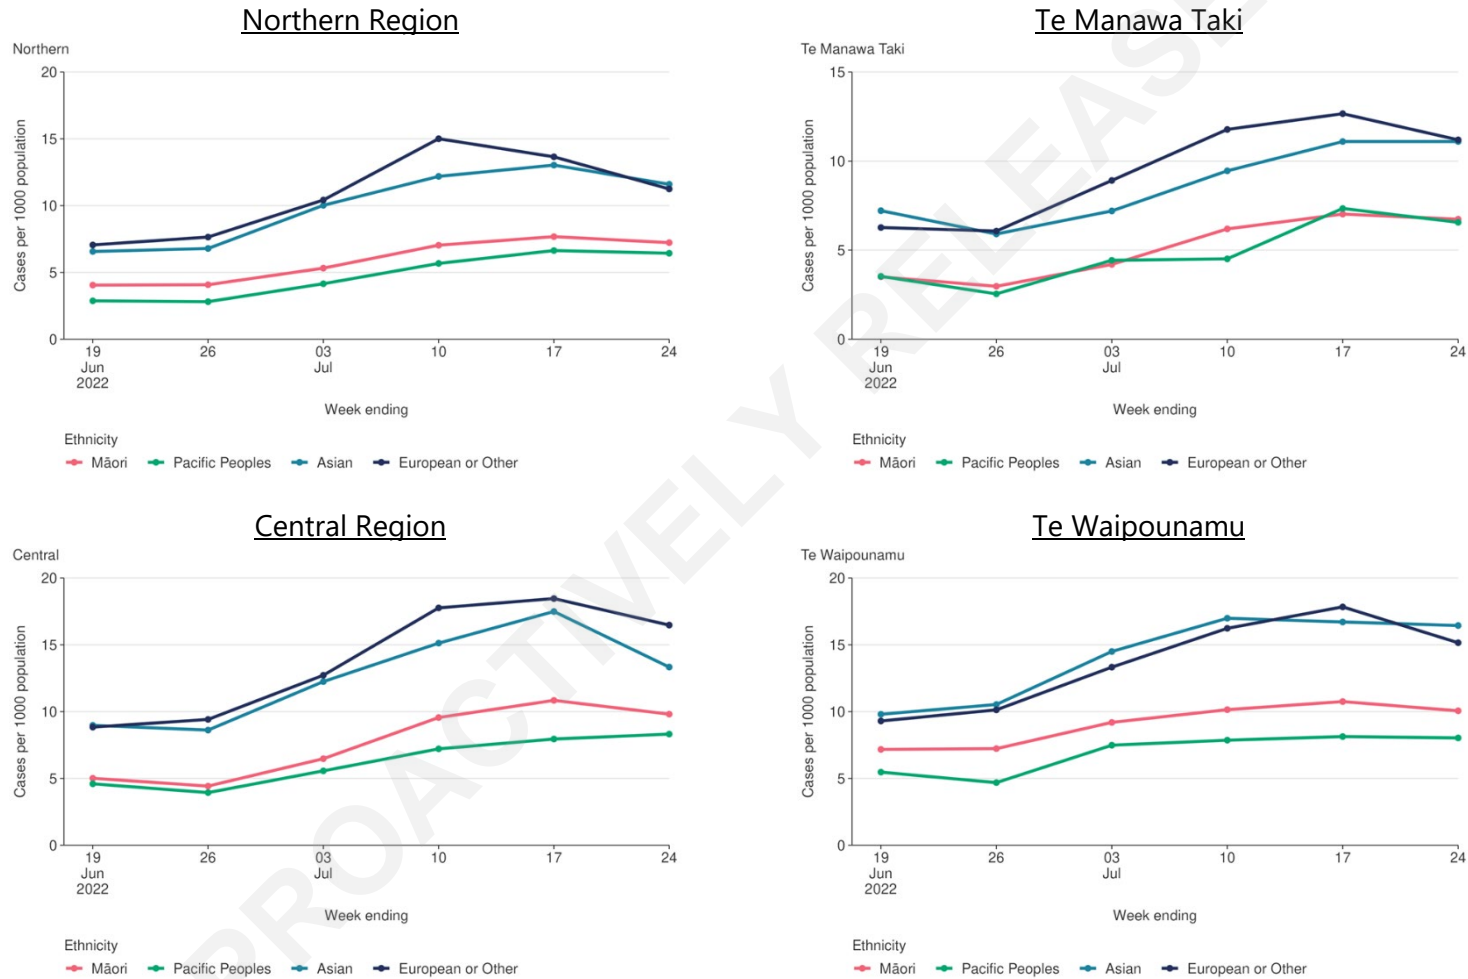 Northern Region
Northern
20
15
10
5
0
Cases per 1000 population
19 26 03 10 17 24
Jun Jul
2022
Week ending
Ethnicity
Māori Pacific Peoples Asian European or Other
Te Manawa Taki
Te Manawa Taki
15
10
5
0
Cases per 1000 population
19 26 03 10 17 24
Jun Jul
2022
Week ending
Ethnicity
Māori Pacific Peoples Asian European or Other
Central Region
Central
20
15
10
5
0
Cases per 1000 population
19 26 03 10 17 24
Jun Jul
2022
Week ending
Ethnicity
Māori Pacific Peoples Asian European or Other
Te Waipounamu
Te Waipounamu
20
15
10
5
0
Cases per 1000 population
19 26 03 10 17 24
Jun Jul
2022
Week ending
Ethnicity
Māori Pacific Peoples Asian European or Other
PROACTIVELY RELEASE